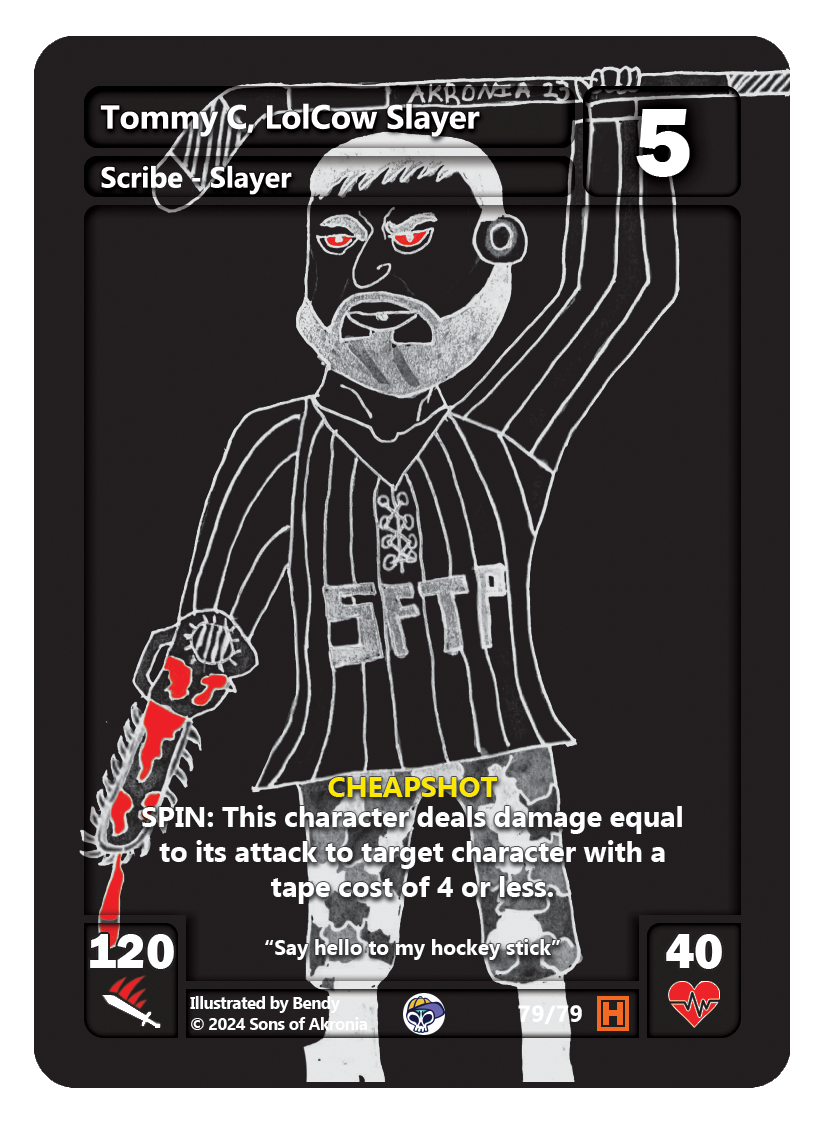 AKRONIA 23
Tommy C, LolCow Slayer
5
Scribe - Slayer
SFTP
CHEAPSHOT
SPIN: This character deals damage equal
to its attack to target character with a
tape cost of 4 or less.
“Say hello to my hockey stick”
120
40
Illustrated by Bendy
© 2024 Sons of Akronia
79/79
H